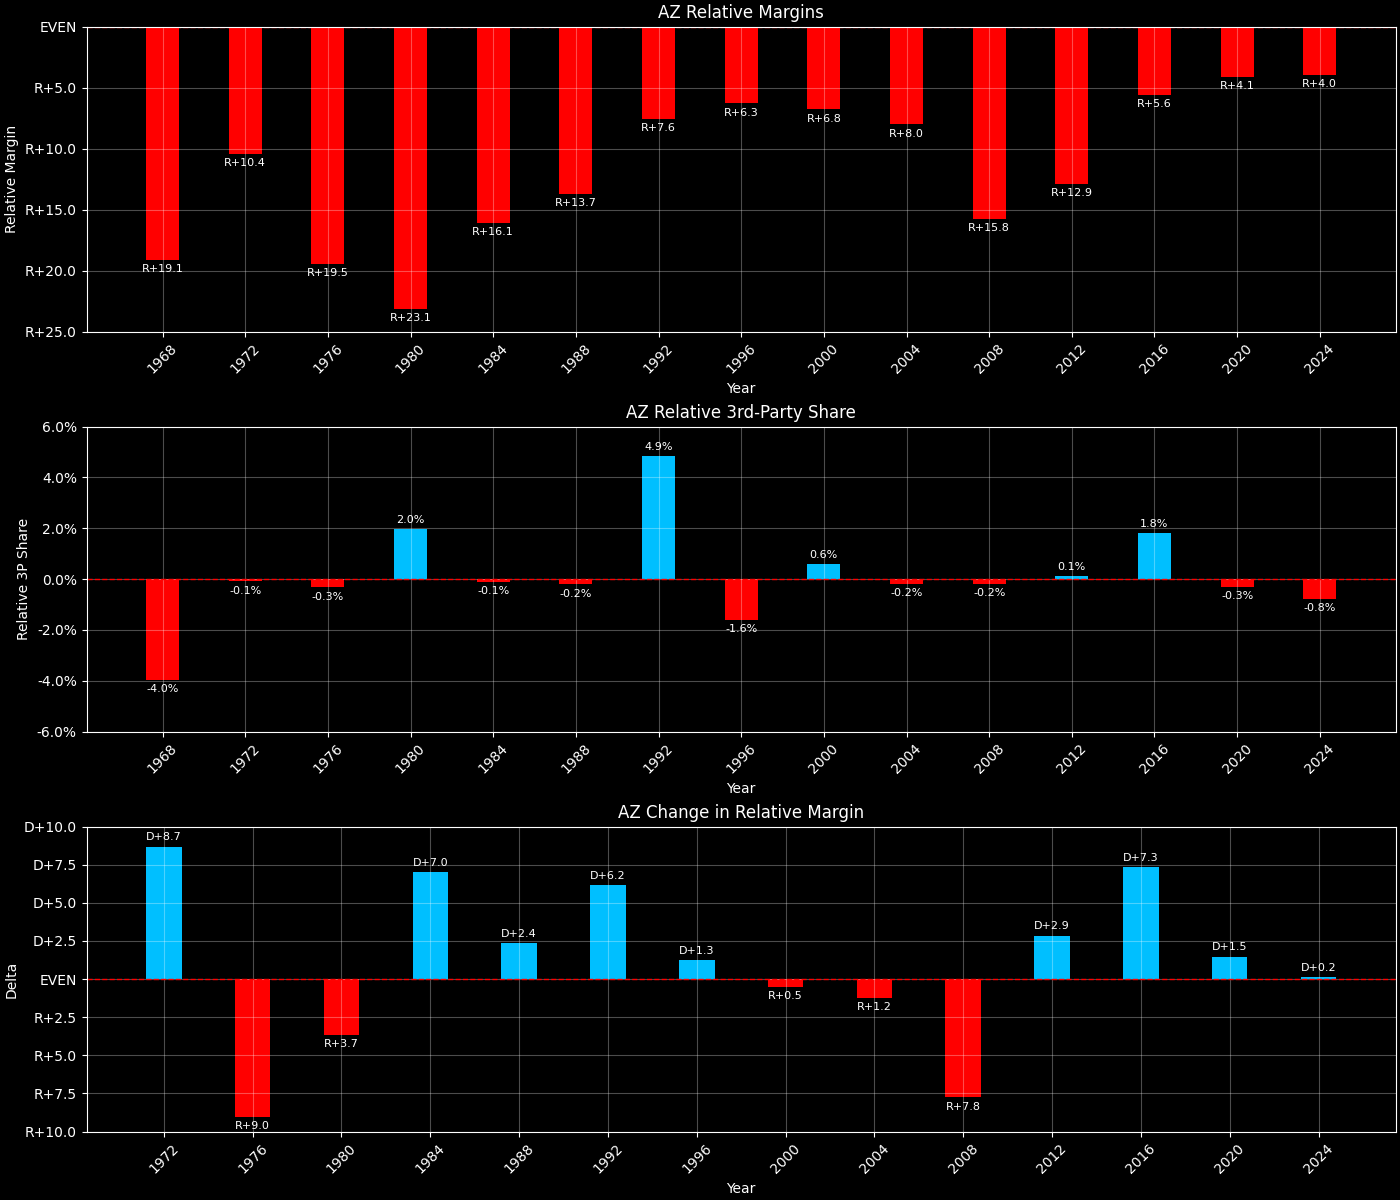 AZ Relative Margins
EVEN
R+5.0
R+10.0
R+15.0
R+20.0
R+25.0
Relative Margin
R+19.1
R+10.4
R+19.5
R+23.1
R+16.1
R+13.7
R+7.6
R+6.3
R+6.8
R+8.0
R+15.8
R+12.9
R+5.6
R+4.1
R+4.0
1968
1972
1976
1980
1984
1988
1992
1996
2000
2004
2008
2012
2016
2020
2024
Year
AZ Relative 3rd-Party Share
6.0%
4.0%
2.0%
0.0%
-2.0%
-4.0%
-6.0%
Relative 3P Share
-4.0%
-0.1%
-0.3%
2.0%
-0.1%
-0.2%
4.9%
-1.6%
0.6%
-0.2%
-0.2%
0.1%
1.8%
-0.3%
-0.8%
1968
1972
1976
1980
1984
1988
1992
1996
2000
2004
2008
2012
2016
2020
2024
Year
AZ Change in Relative Margin
D+10.0
D+7.5
D+5.0
D+2.5
EVEN
R+2.5
R+5.0
R+7.5
R+10.0
Delta
D+8.7
R+9.0
R+3.7
D+7.0
D+2.4
D+6.2
D+1.3
R+0.5
R+1.2
R+7.8
D+2.9
D+7.3
D+1.5
D+0.2
1972
1976
1980
1984
1988
1992
1996
2000
2004
2008
2012
2016
2020
2024
Year